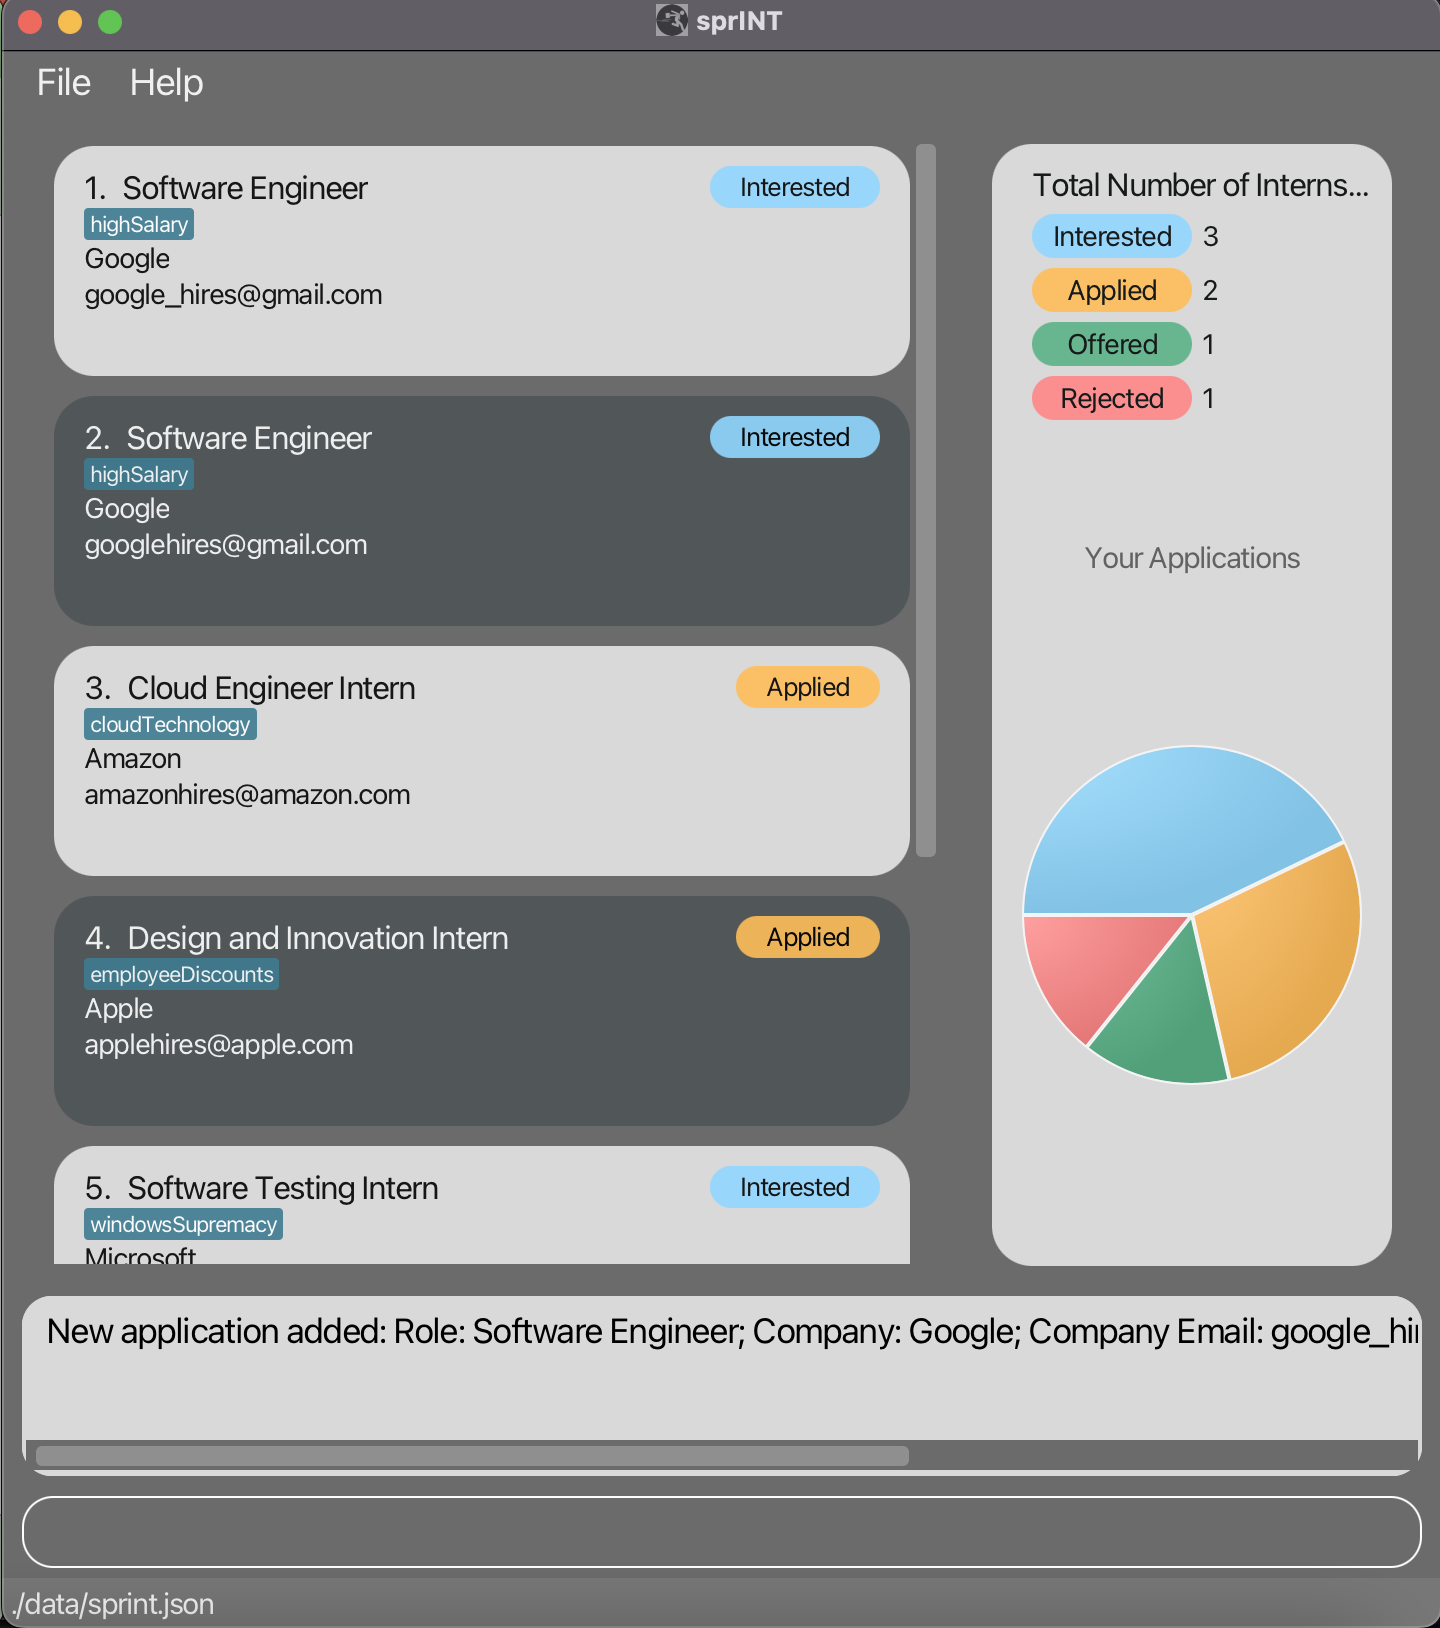 sprINT
File Help
1. Software Engineer
Interested
highSalary
Google
google_hires@gmail.com
2. Software Engineer
Interested
highSalary
Google
googlehires@gmail.com
3. Cloud Engineer Intern
Applied
cloudTechnology
Amazon
amazonhires@amazon.com
4. Design and Innovation Intern
Applied
employeeDiscounts
Apple
applehires@apple.com
5. Software Testing Intern
Interested
windowsSupremacy
Microsoft
Total Number of Interns...
Interested 3
Applied 2
Offered 1
Rejected 1
Your Applications
New application added: Role: Software Engineer; Company: Google; Company Email: google_hi
./data/sprint.json